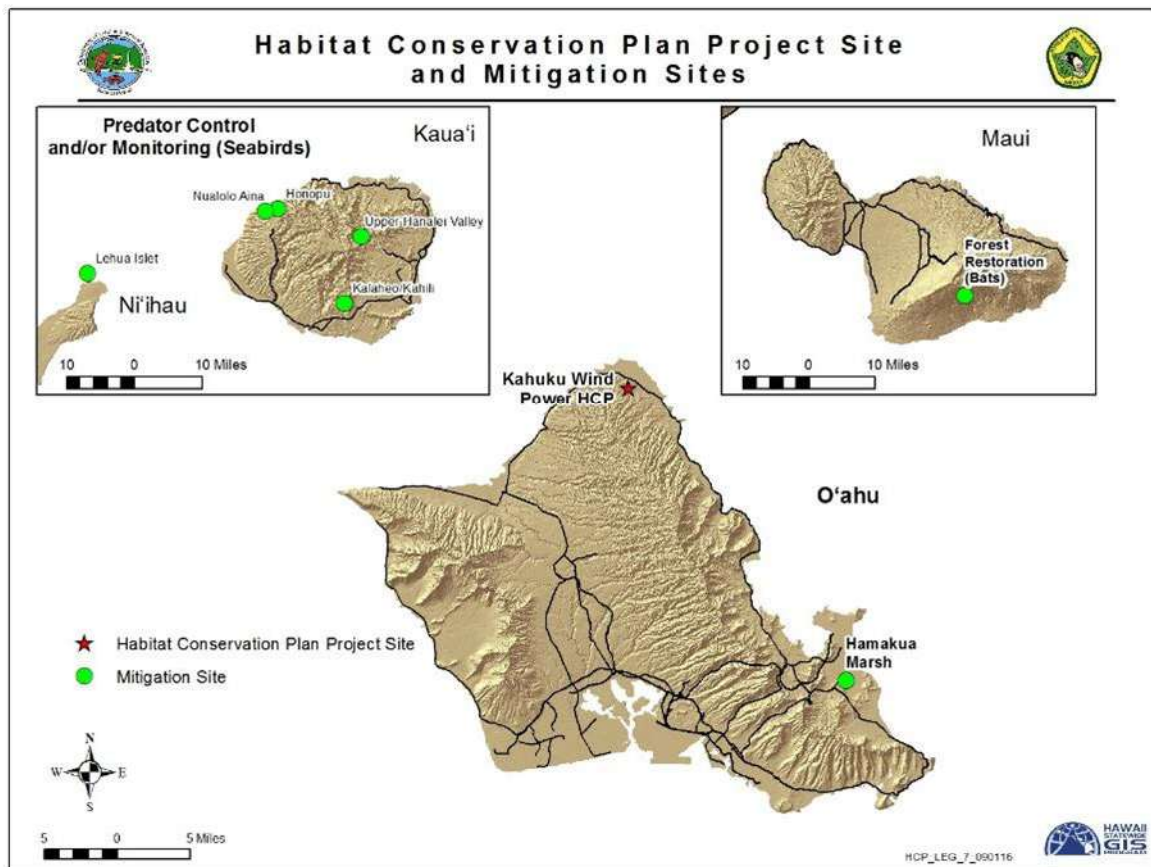 Habitat Conservation Plan Project Site
and Mitigation Sites
Predator Control
and/or Monitoring (Seabirds)
Kaua'i
Nualolo Aina
Honopu
Upper Hanalei Valley
Lehua Islet
Kalaheo/Kahili
Ni'ihau
10 0 10 Miles
Maui
Forest
Restoration
(Bats)
10 0 10 Miles
Kahuku Wind
Power HCP
O'ahu
Hamakua
Marsh
Habitat Conservation Plan Project Site
Mitigation Site
N
W E
S
5 0 5 Miles
HCP_LEG_7_090116
HAWAII
STATEWIDE
GIS
PROGRAM